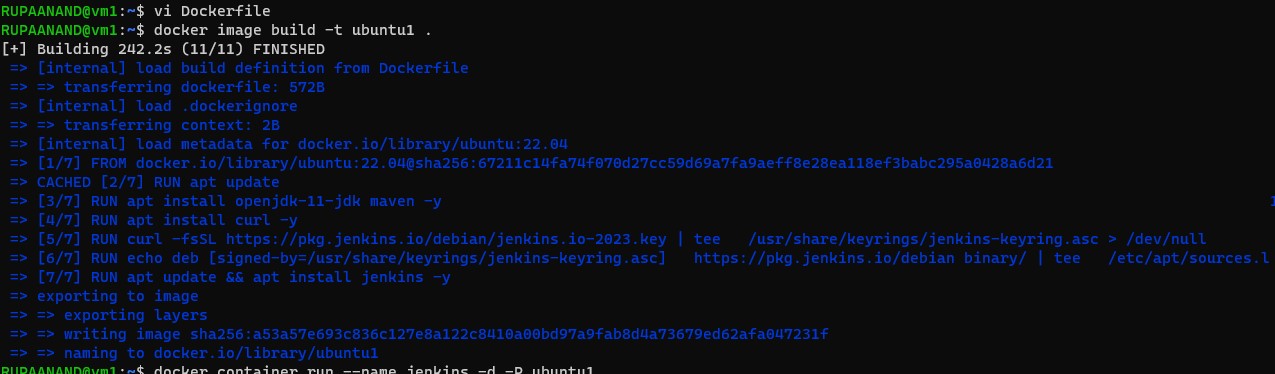 RUPAANAND@vm1:~$ vi Dockerfile
RUPAANAND@vm1:~$ docker image build -t ubuntu1 .
[+] Building 242.2s (11/11) FINISHED
=> [internal] load build definition from Dockerfile
=> => transferring dockerfile: 572B
=> [internal] load .dockerignore
=> => transferring context: 2B
=> [internal] load metadata for docker.io/library/ubuntu:22.04
=> [1/7] FROM docker.io/library/ubuntu:22.04@sha256:67211c14fa74f070d27cc59d69a7fa9aeff8e28ea118ef3babc295a0428a6d21
=> CACHED [2/7] RUN apt update
=> [3/7] RUN apt install openjdk-11-jdk maven -y 1
=> [4/7] RUN apt install curl -y
=> [5/7] RUN curl -fsSL https://pkg.jenkins.io/debian/jenkins.io-2023.key | tee   /usr/share/keyrings/jenkins-keyring.asc > /dev/null
=> [6/7] RUN echo deb [signed-by=/usr/share/keyrings/jenkins-keyring.asc]   https://pkg.jenkins.io/debian binary/ | tee   /etc/apt/sources.l
=> [7/7] RUN apt update && apt install jenkins -y
=> exporting to image
=> => exporting layers
=> => writing image sha256:a53a57e693c836c127e8a122c8410a00bd97a9fab8d4a73679ed62afa047231f
=> => naming to docker.io/library/ubuntu1
RUPAANAND@vm1:~$ docker container run --name jenkins -d -P ubuntu1